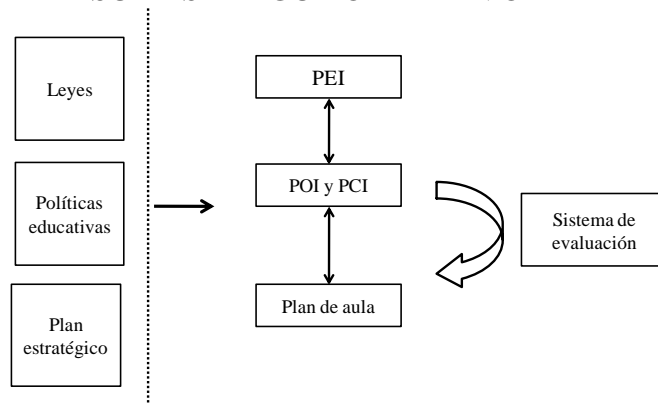 Leyes
Políticas
educativas
Plan
estratégico
PEI
POI y PCI
Plan de aula
Sistema de
evaluación